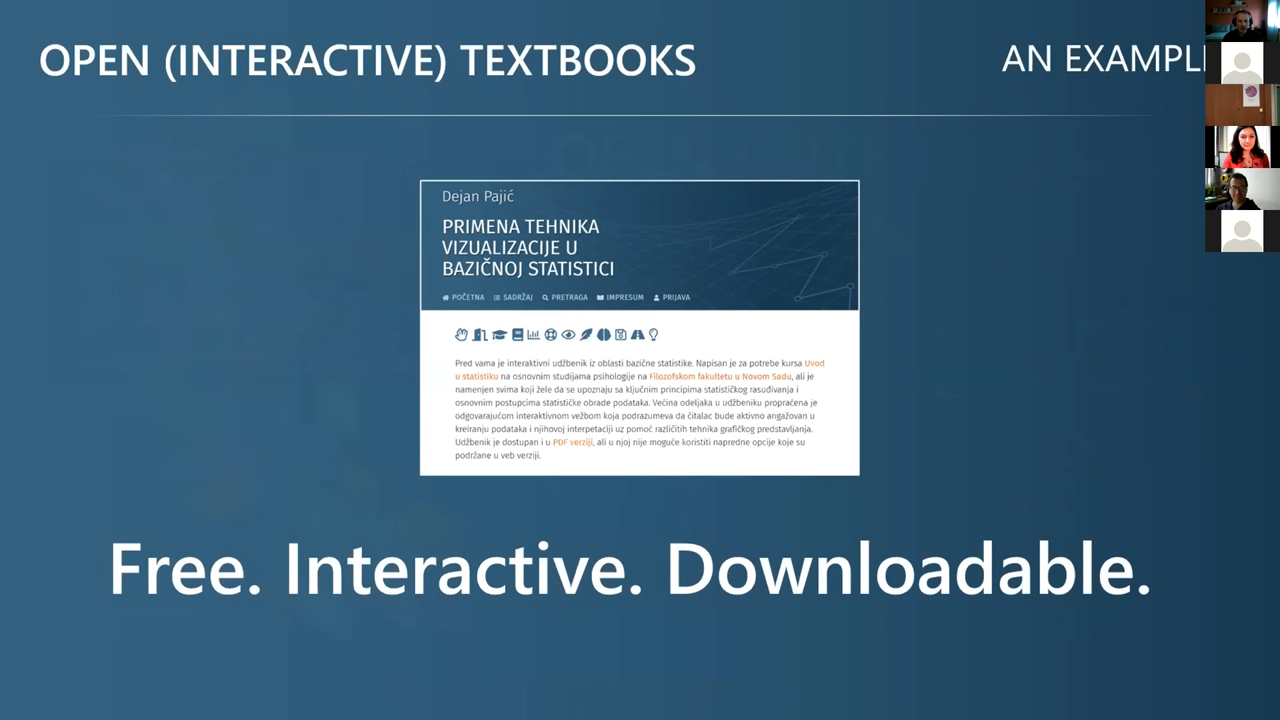 OPEN (INTERACTIVE) TEXTBOOKS
AN EXAMPL
Dejan Pajić
PRIMENA TEHNIKA
VIZUALIZACIJE U
BAZIČNOJ STATISTICI
POČETNA SADRŽAJ PRETRAGA IMPRESUM PRIJAVA
Pred vama je interaktivni udžbenik iz oblasti bazične statistike. Napisan je za potrebe kursa Uvod
u statistiku na osnovnim studijama psihologije na Filozofskom fakultetu u Novom Sadu, ali je
namenjen svima koji žele da se upoznaju sa ključnim principima statističkog rasuđivanja i
osnovnim postupcima statističke obrade podataka. Većina odeljaka u udžbeniku propraćena je
odgovarajućom interaktivnom vežbom koja podrazumeva da čitalac bude aktivno angažovan u
kreiranju podataka i njihovoj interpetaciji uz pomoć različitih tehnika grafičkog predstavljanja.
Udžbenik je dostupan i u PDF verziji, ali u njoj nije moguće koristiti napredne opcije koje su
podržane u veb verziji.
Free. Interactive. Downloadable.